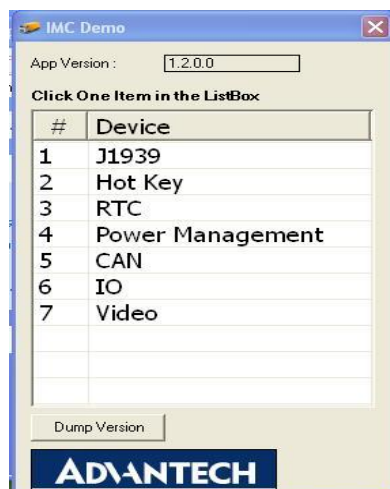 IMC Demo
App Version : 1.2.0.0
Click One Item in the ListBox
# Device
1 J1939
2 Hot Key
3 RTC
4 Power Management
5 CAN
6 IO
7 Video
Dump Version
ADVANTECH